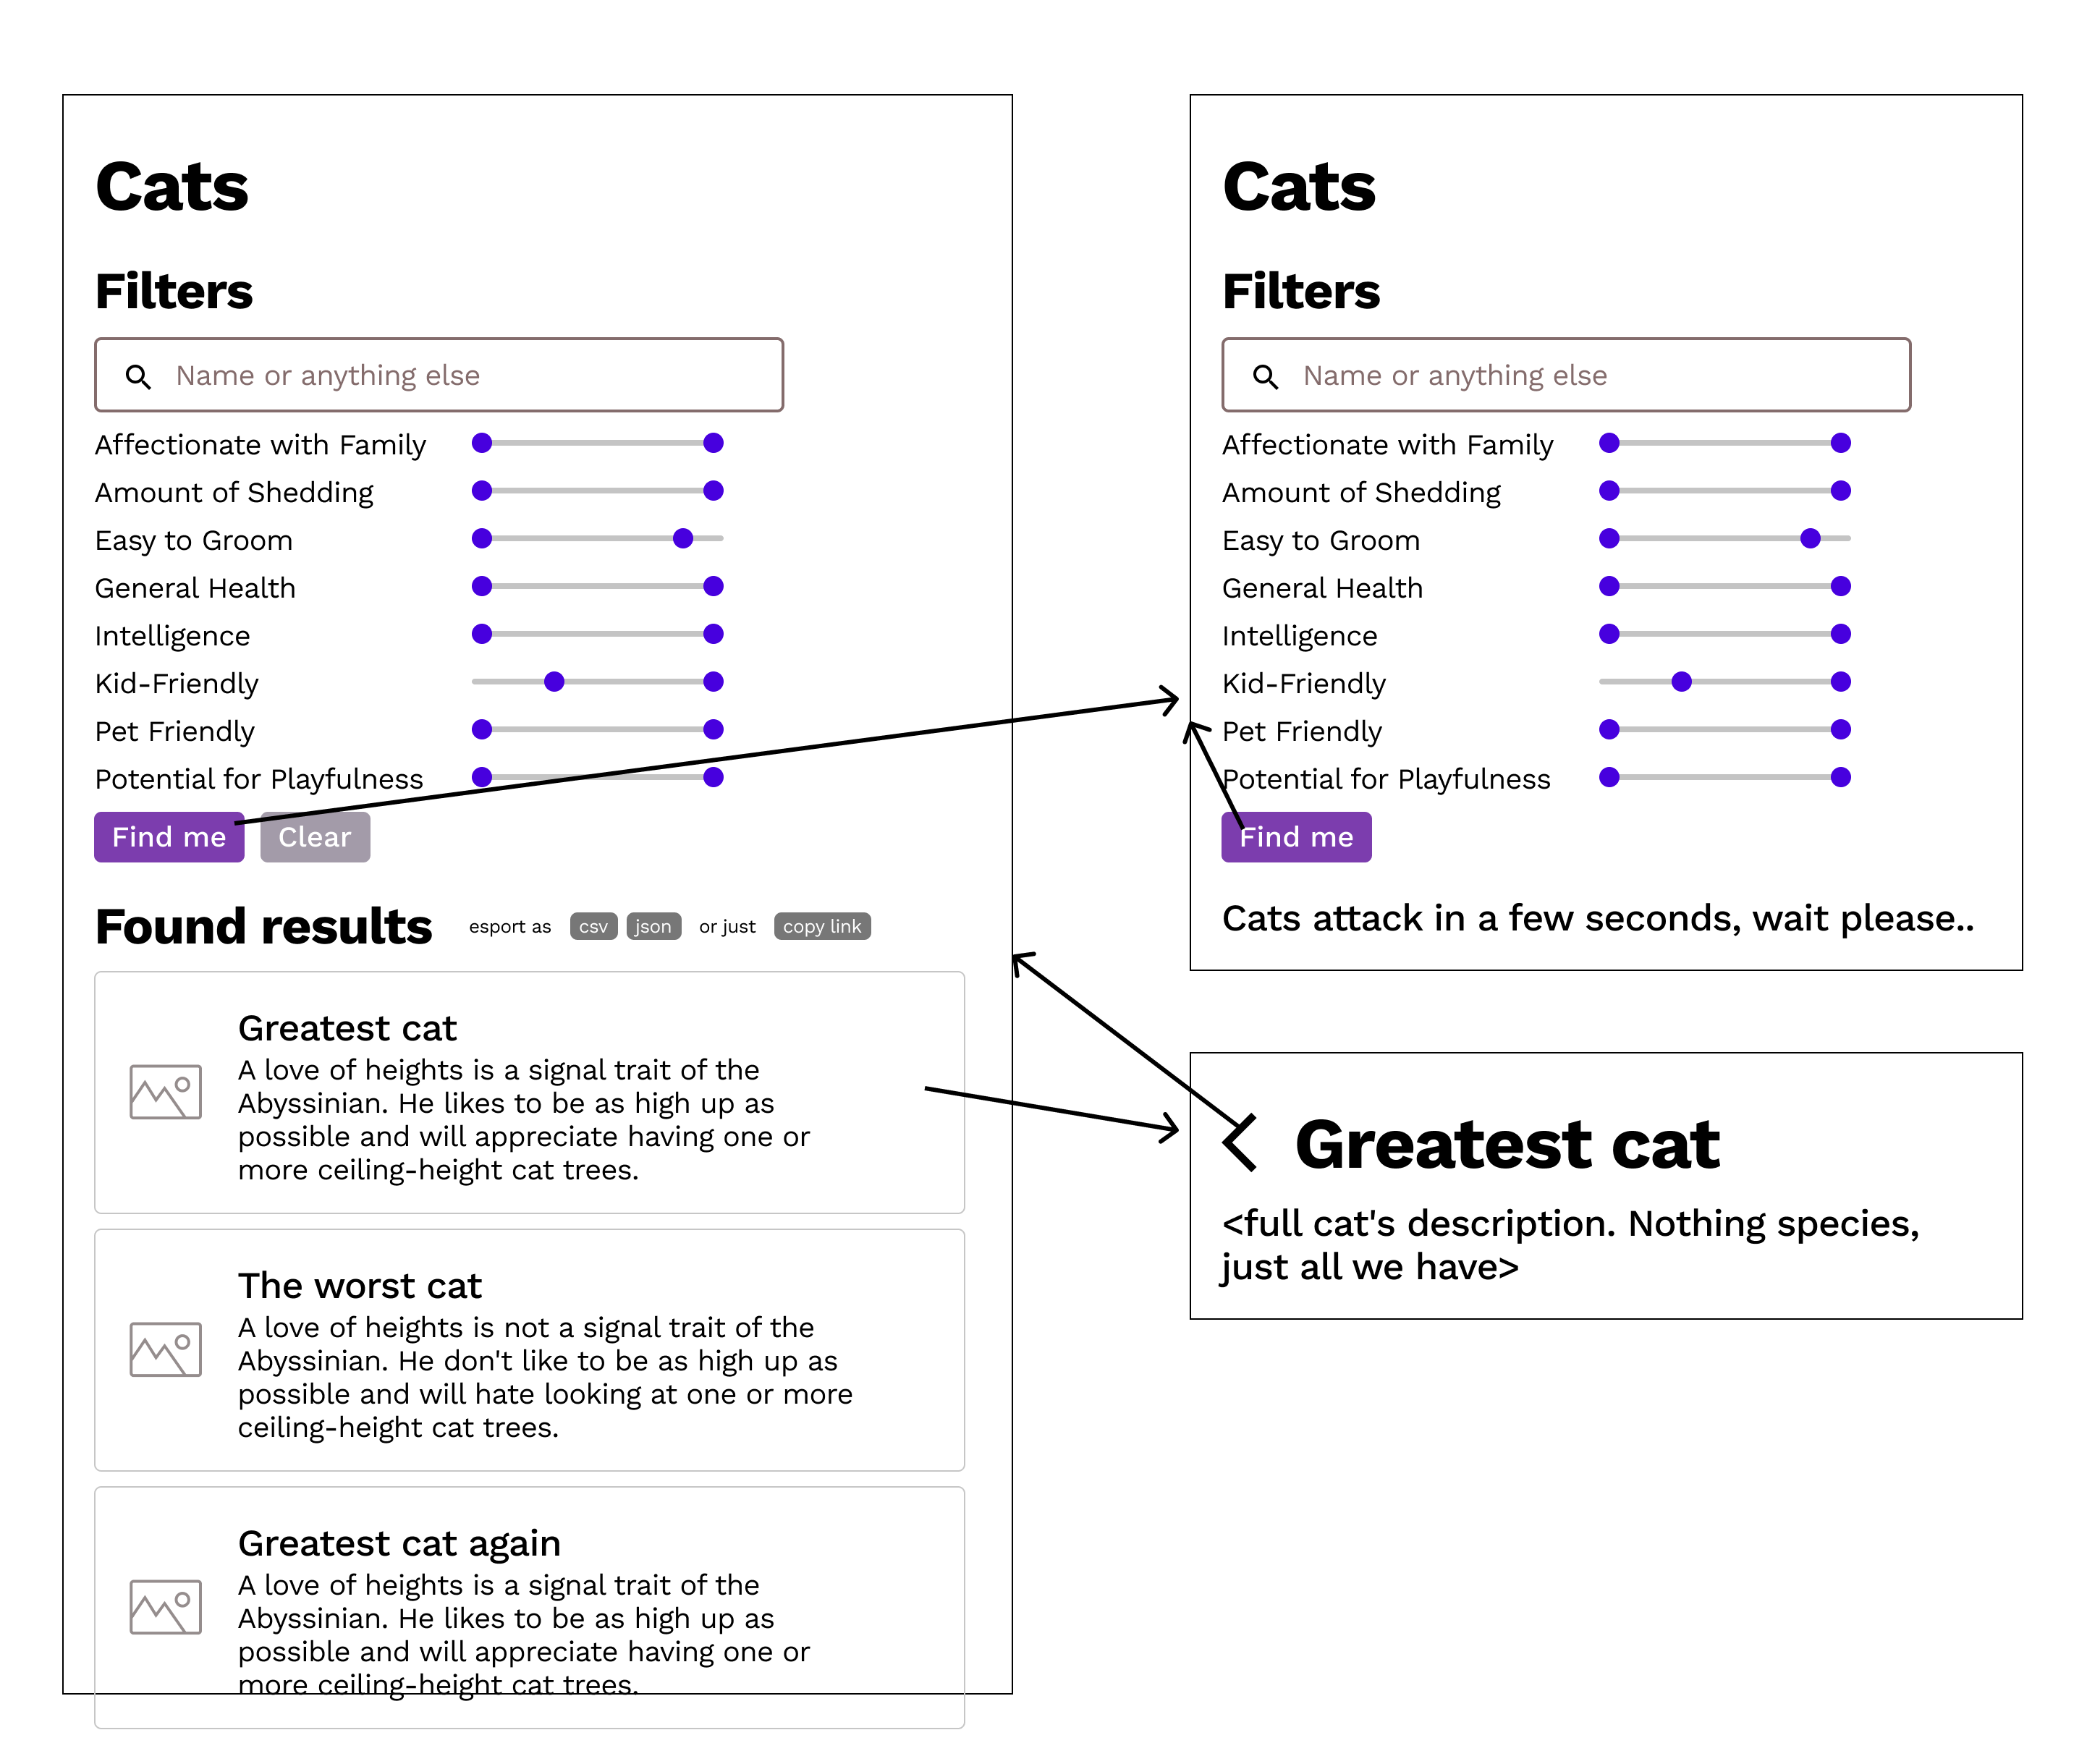 Cats
Filters
Name or anything else
Affectionate with Family
Amount of Shedding
Easy to Groom
General Health
Intelligence
Kid-Friendly
Pet Friendly
Potential for Playfulness
Find me Clear
Found results esport as csv json or just copy link
Greatest cat
A love of heights is a signal trait of the
Abyssinian. He likes to be as high up as
possible and will appreciate having one or
more ceiling-height cat trees.
The worst cat
A love of heights is not a signal trait of the
Abyssinian. He don't like to be as high up as
possible and will hate looking at one or more
ceiling-height cat trees.
Greatest cat again
A love of heights is a signal trait of the
Abyssinian. He likes to be as high up as
possible and will appreciate having one or
more ceiling-height cat trees.
Cats
Filters
Name or anything else
Affectionate with Family
Amount of Shedding
Easy to Groom
General Health
Intelligence
Kid-Friendly
Pet Friendly
Potential for Playfulness
Find me
Cats attack in a few seconds, wait please..
Greatest cat
<full cat's description. Nothing species,
just all we have>